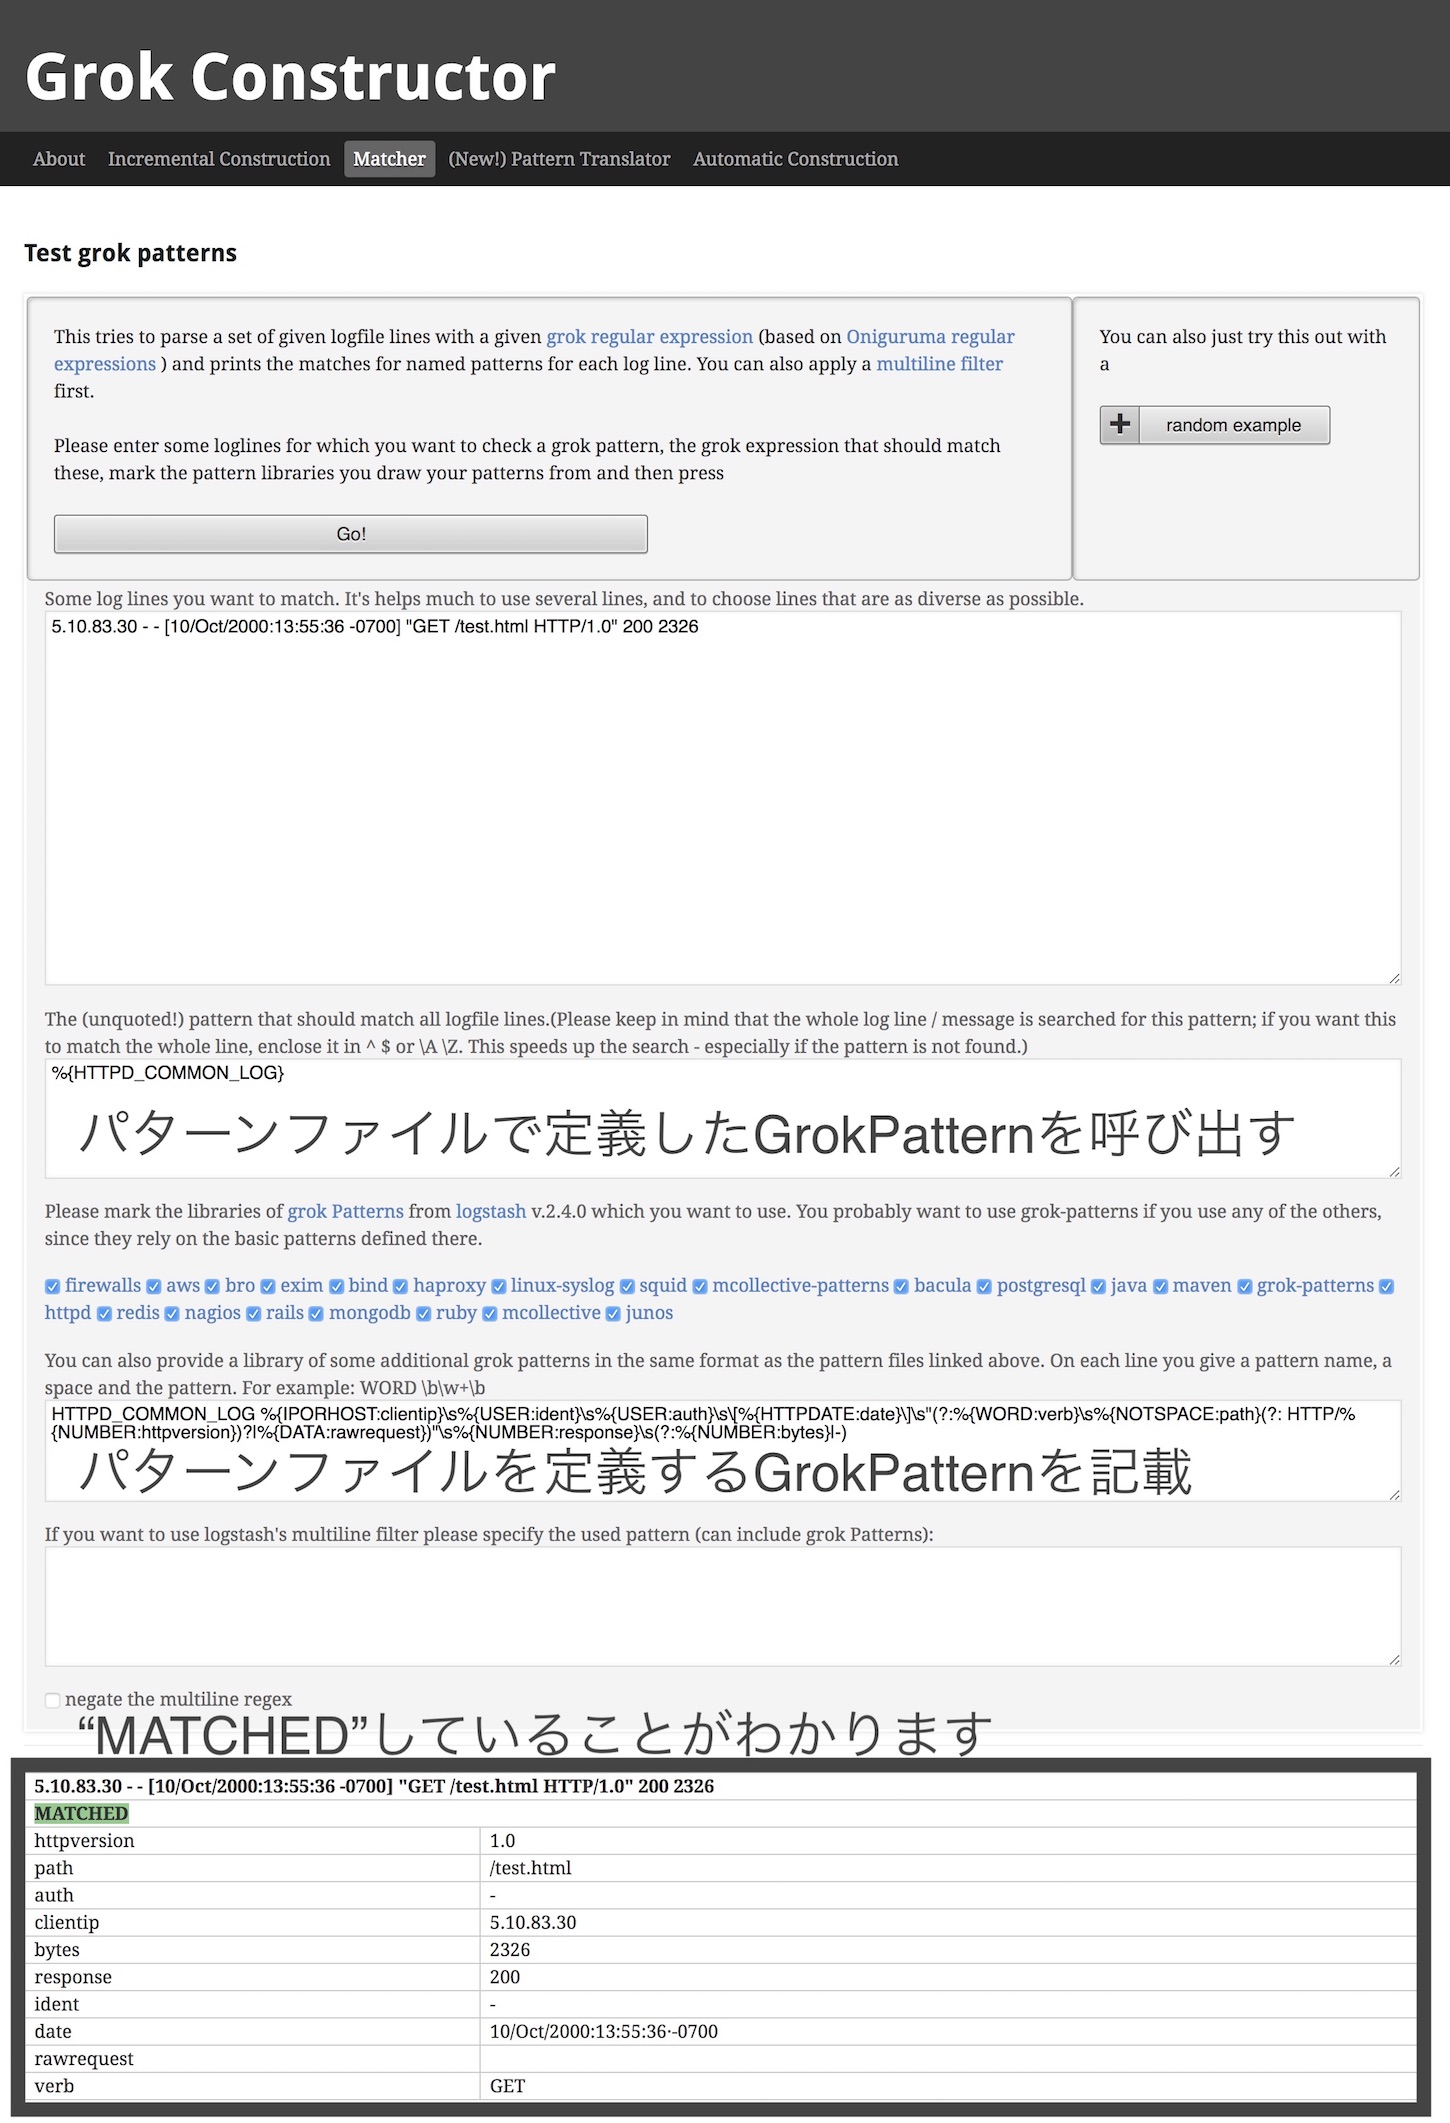 Grok Constructor
About Incremental Construction Matcher (New!) Pattern Translator Automatic Construction
Test grok patterns
This tries to parse a set of given logfile lines with a given grok regular expression (based on Oniguruma regular
expressions ) and prints the matches for named patterns for each log line. You can also apply a multiline filter
first.
Please enter some loglines for which you want to check a grok pattern, the grok expression that should match
these, mark the pattern libraries you draw your patterns from and then press
Go!
You can also just try this out with
a
random example
Some log lines you want to match. It's helps much to use several lines, and to choose lines that are as diverse as possible.
5.10.83.30 - - [10/Oct/2000:13:55:36 -0700] "GET /test.html HTTP/1.0" 200 2326
The (unquoted!) pattern that should match all logfile lines.(Please keep in mind that the whole log line / message is searched for this pattern; if you want this
to match the whole line, enclose it in ^ $ or \A \Z. This speeds up the search - especially if the pattern is not found.)
%{HTTPD_COMMON_LOG}
パターンファイルで定義したGrokPatternを呼び出す
Please mark the libraries of grok Patterns from logstash v.2.4.0 which you want to use. You probably want to use grok-patterns if you use any of the others,
since they rely on the basic patterns defined there.
firewalls aws bro exim bind haproxy linux-syslog squid mcollective-patterns bacula postgresql java maven grok-patterns
httpd redis nagios rails mongodb ruby mcollective junos
You can also provide a library of some additional grok patterns in the same format as the pattern files linked above. On each line you give a pattern name, a
space and the pattern. For example: WORD \b\w+\b
HTTPD_COMMON_LOG %{IPORHOST:clientip}\s%{USER:ident}\s%{USER:auth}\s\[%{HTTPDATE:date}\]\s"(?:%{WORD:verb}\s%{NOTSPACE:path}(?: HTTP/%
{NUMBER:httpversion})?|%{DATA:rawrequest})"\s%{NUMBER:response}\s(?:%{NUMBER:bytes}|-)
パターンファイルを定義するGrokPatternを記載
If you want to use logstash's multiline filter please specify the used pattern (can include grok Patterns):
negate the multiline regex
“MATCHED”していることがわかります
5.10.83.30 - - [10/Oct/2000:13:55:36 -0700] "GET /test.html HTTP/1.0" 200 2326
MATCHED
httpversion 1.0
path /test.html
auth -
clientip 5.10.83.30
bytes 2326
response 200
ident -
date 10/Oct/2000:13:55:36·-0700
rawrequest
verb GET